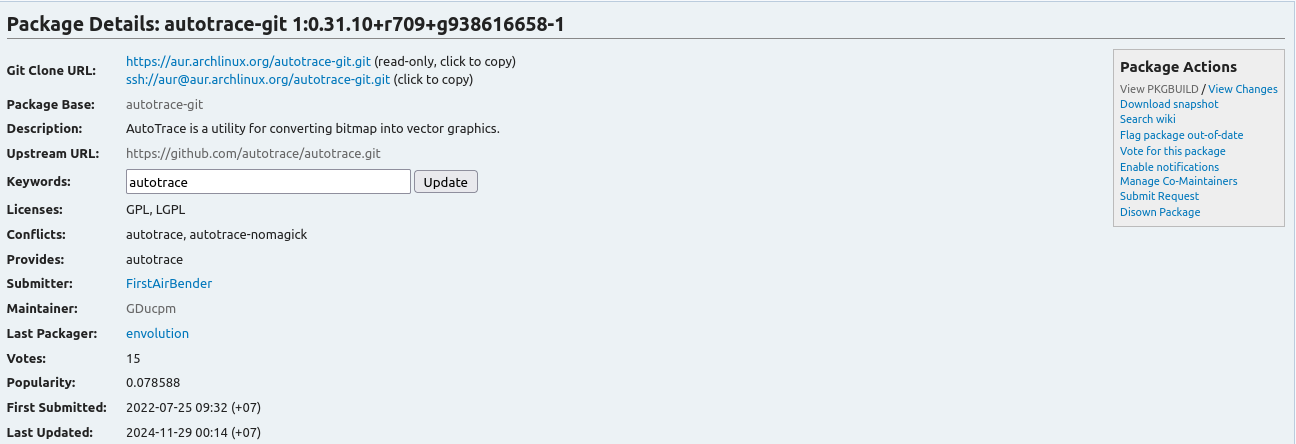 Package Details: autotrace-git 1:0.31.10+r709+g938616658-1
Git Clone URL: https://aur.archlinux.org/autotrace-git.git (read-only, click to copy)
ssh://aur@aur.archlinux.org/autotrace-git.git (click to copy)
Package Base: autotrace-git
Description: AutoTrace is a utility for converting bitmap into vector graphics.
Upstream URL: https://github.com/autotrace/autotrace.git
Keywords: autotrace Update
Licenses: GPL, LGPL
Conflicts: autotrace, autotrace-nomagick
Provides: autotrace
Submitter: FirstAirBender
Maintainer: GDucpm
Last Packager: envolution
Votes: 15
Popularity: 0.078588
First Submitted: 2022-07-25 09:32 (+07)
Last Updated: 2024-11-29 00:14 (+07)
Package Actions
View PKGBUILD / View Changes
Download snapshot
Search wiki
Flag package out-of-date
Vote for this package
Enable notifications
Manage Co-Maintainers
Submit Request
Disown Package